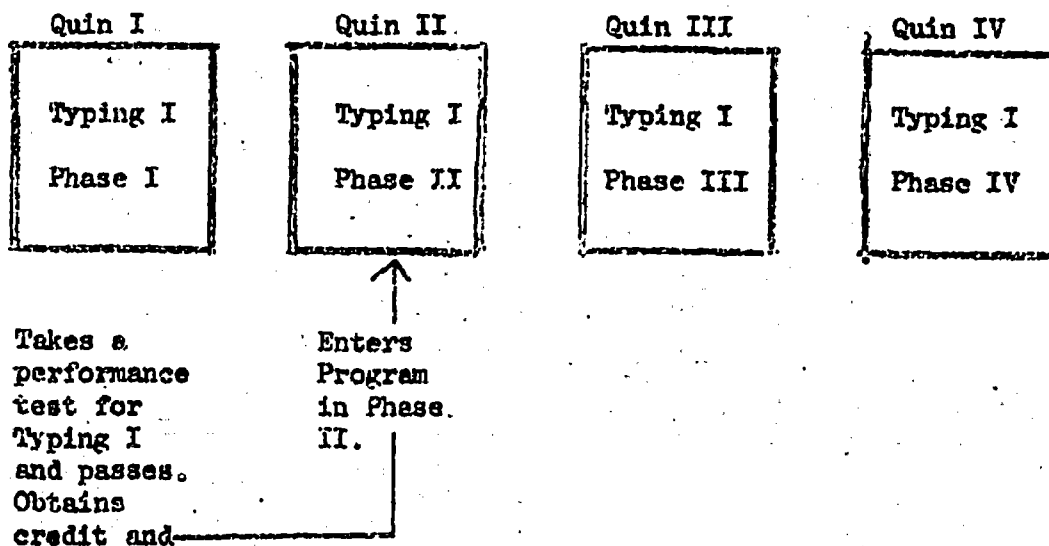 Quin I
Quin II
Quin III
Quin IV
Typing I
Phase I
Typing I
Phase II
Typing I
Phase III
Typing I
Phase IV
Takes a
performance
test for
Typing I
and passes.
Obtains
credit and
Enters
Program
in Phase.
II.